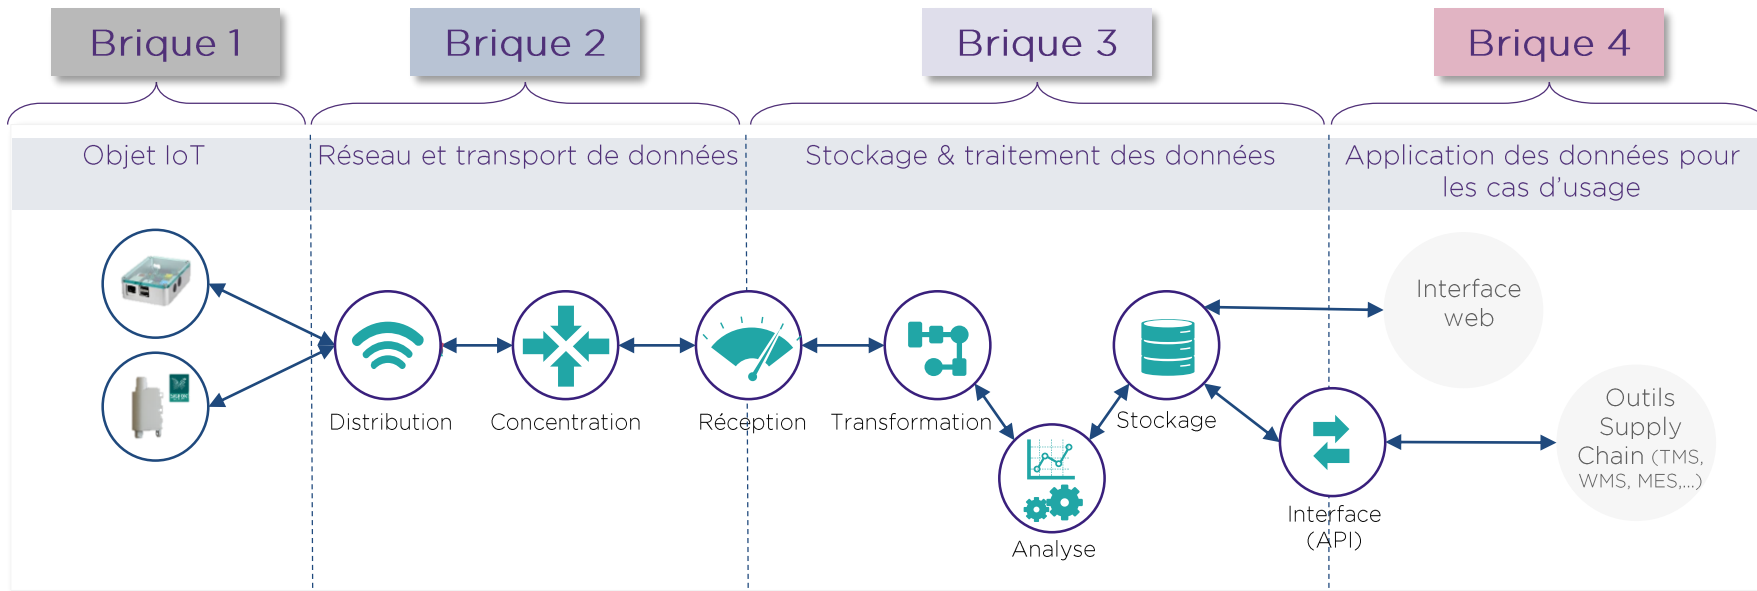 Brique 1
Brique 2
Brique 3
Brique 4
Objet IoT
Réseau et transport de données
Stockage & traitement des données
Application des données pour
les cas d'usage
Interface
web
Distribution
Concentration
Réception
Transformation
Stockage
Analyse
Interface
(API)
Outils
Supply
Chain (TMS,
WMS, MES,...)